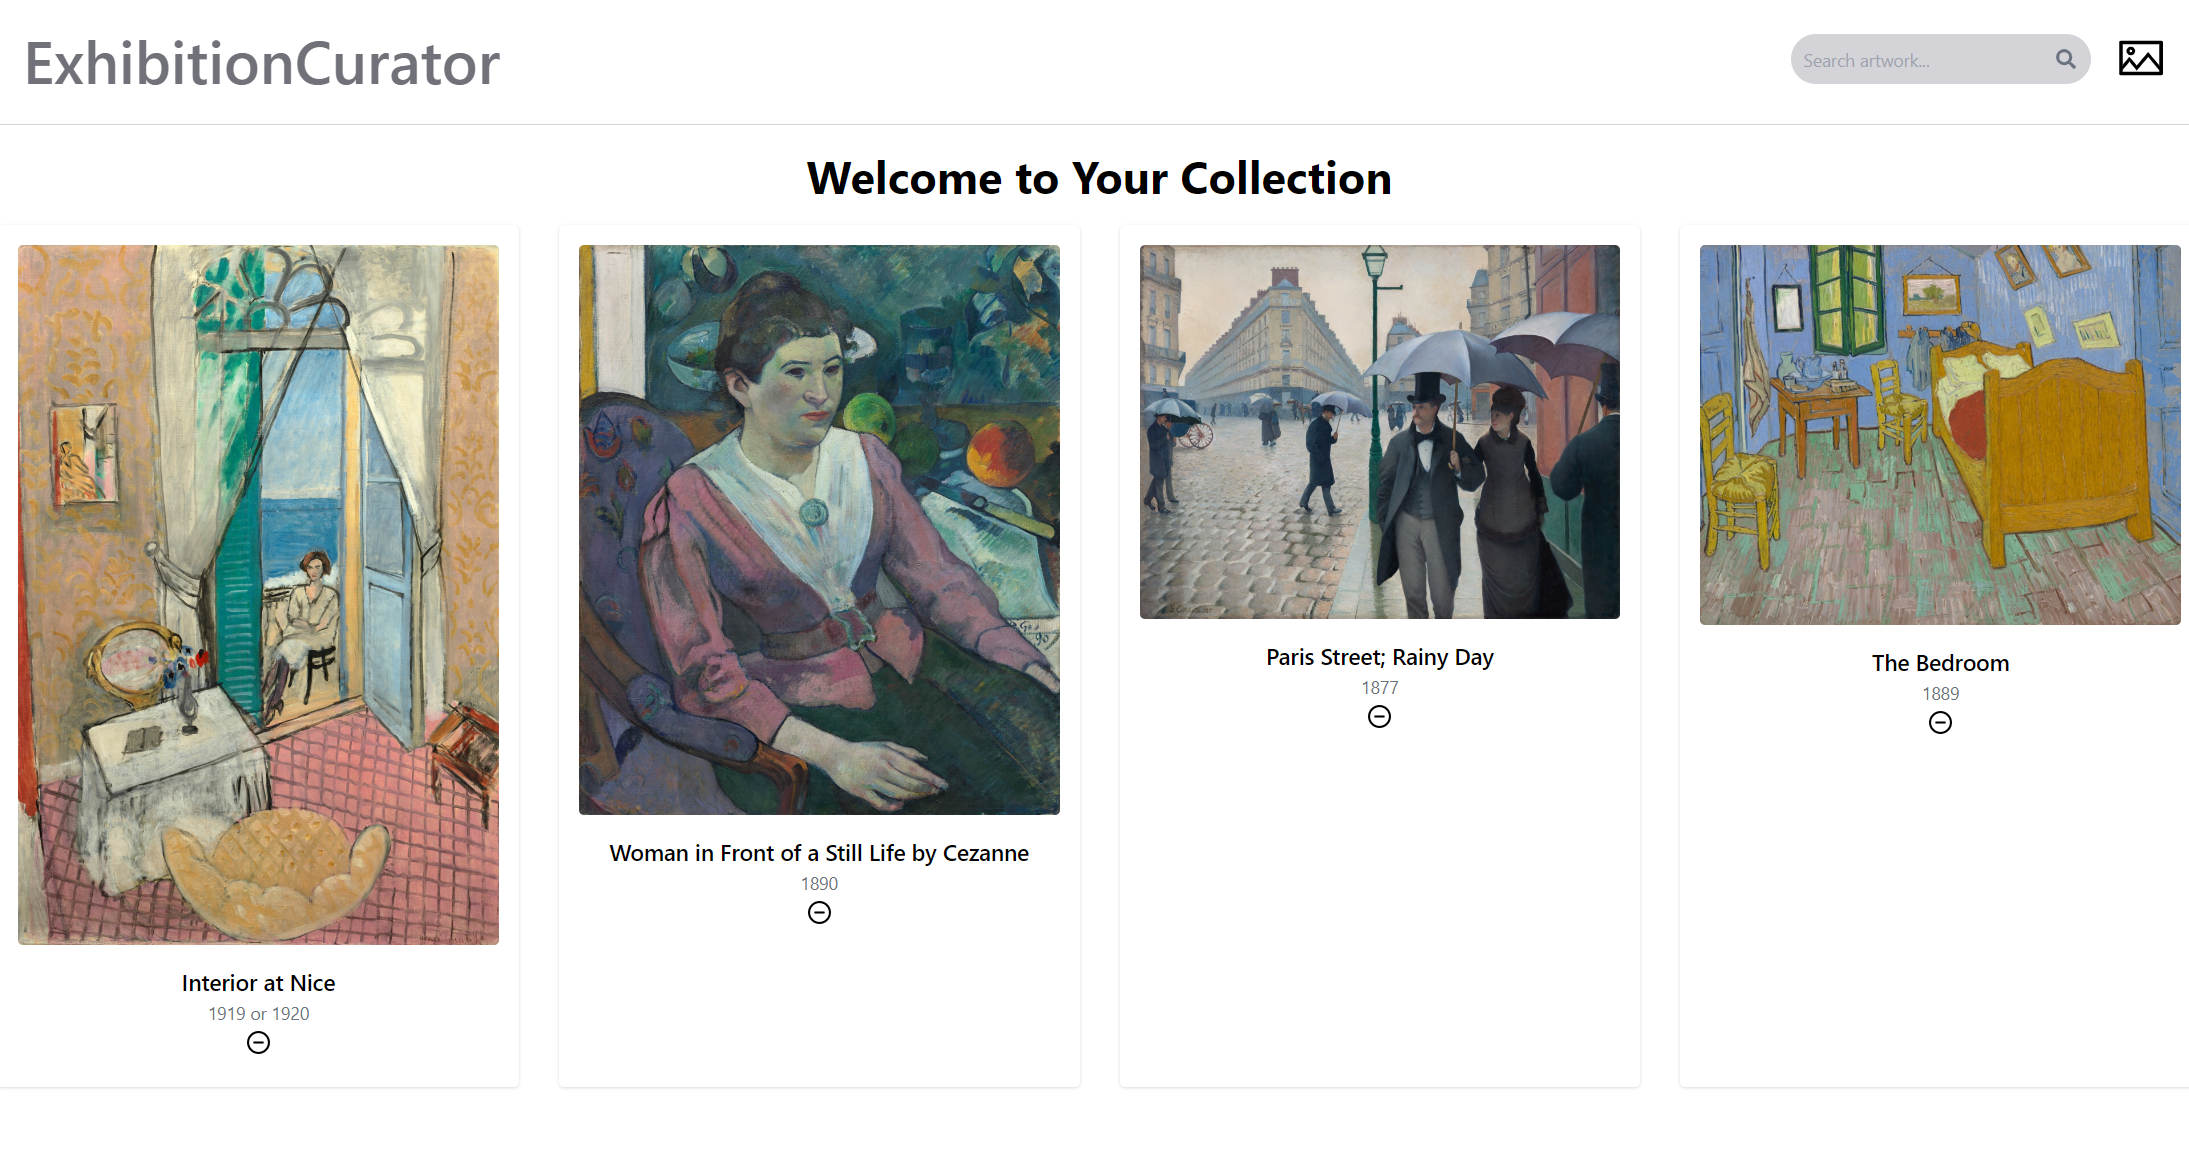 ExhibitionCurator
Search artwork...
Welcome to Your Collection
Interior at Nice
1919 or 1920
Woman in Front of a Still Life by Cezanne
1890
Paris Street; Rainy Day
1877
The Bedroom
1889